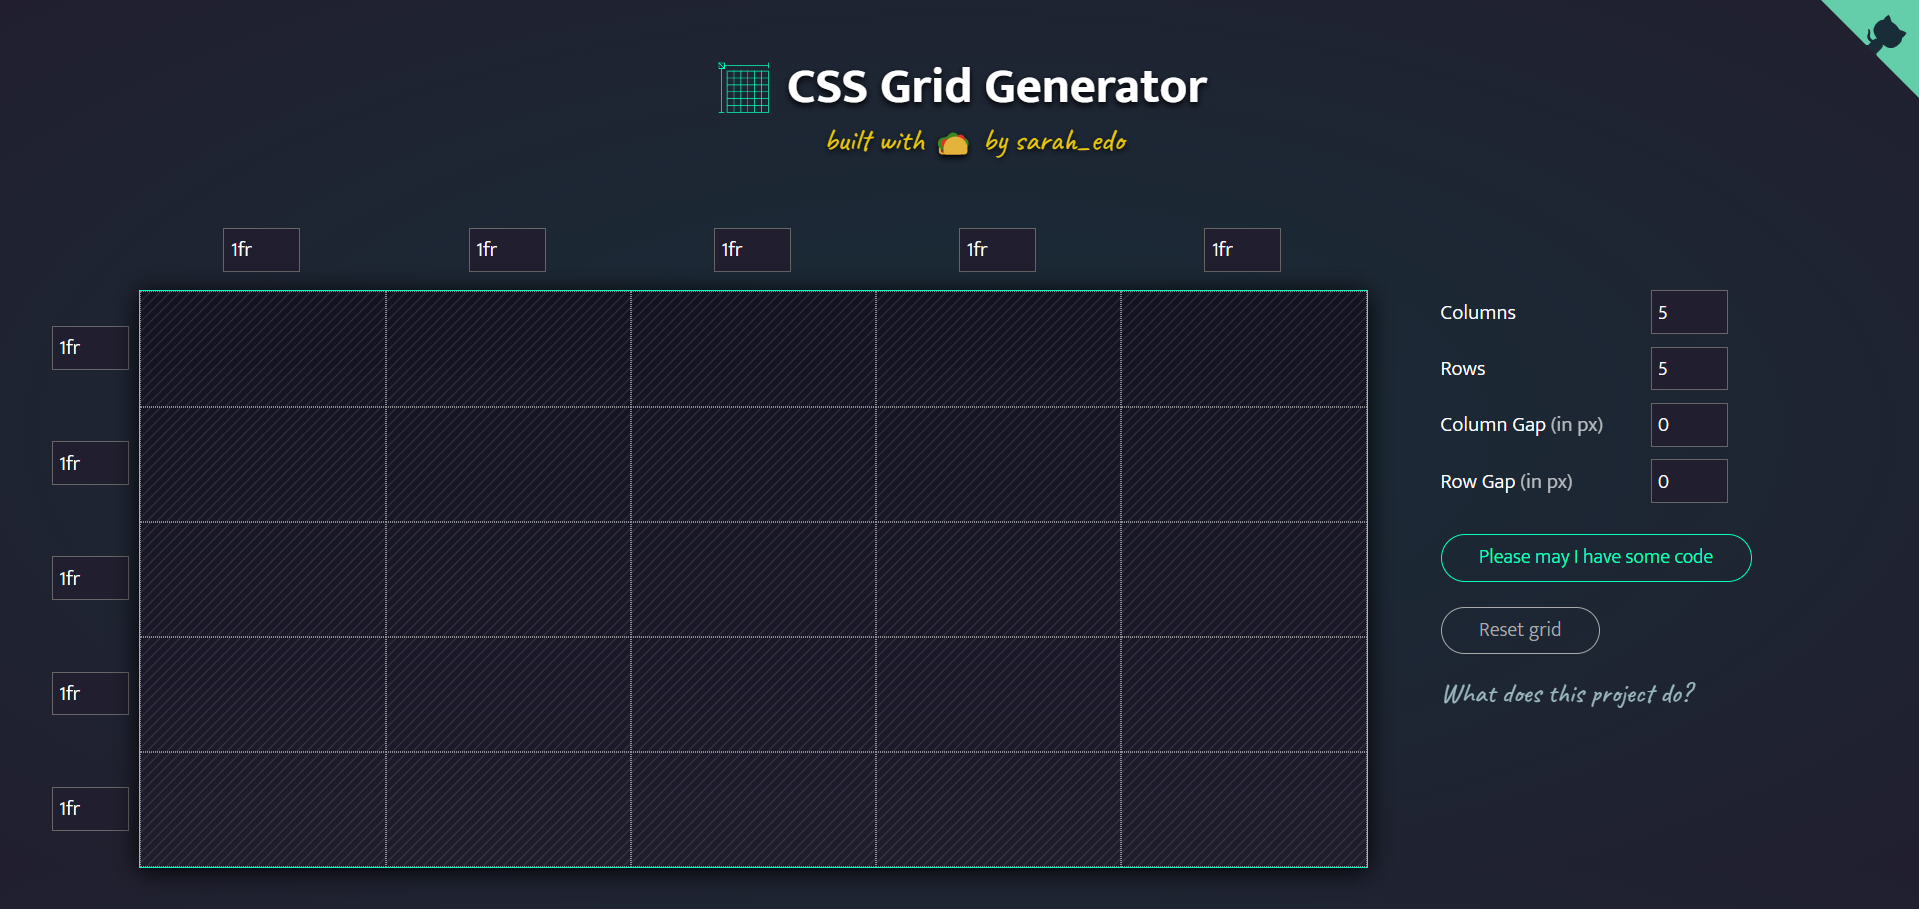 CSS Grid Generator
built with by sarah_edo
1fr 1fr 1fr 1fr 1fr
1fr
1fr
1fr
1fr
1fr
Columns 5
Rows 5
Column Gap (in px) 0
Row Gap (in px) 0
Please may I have some code
Reset grid
What does this project do?